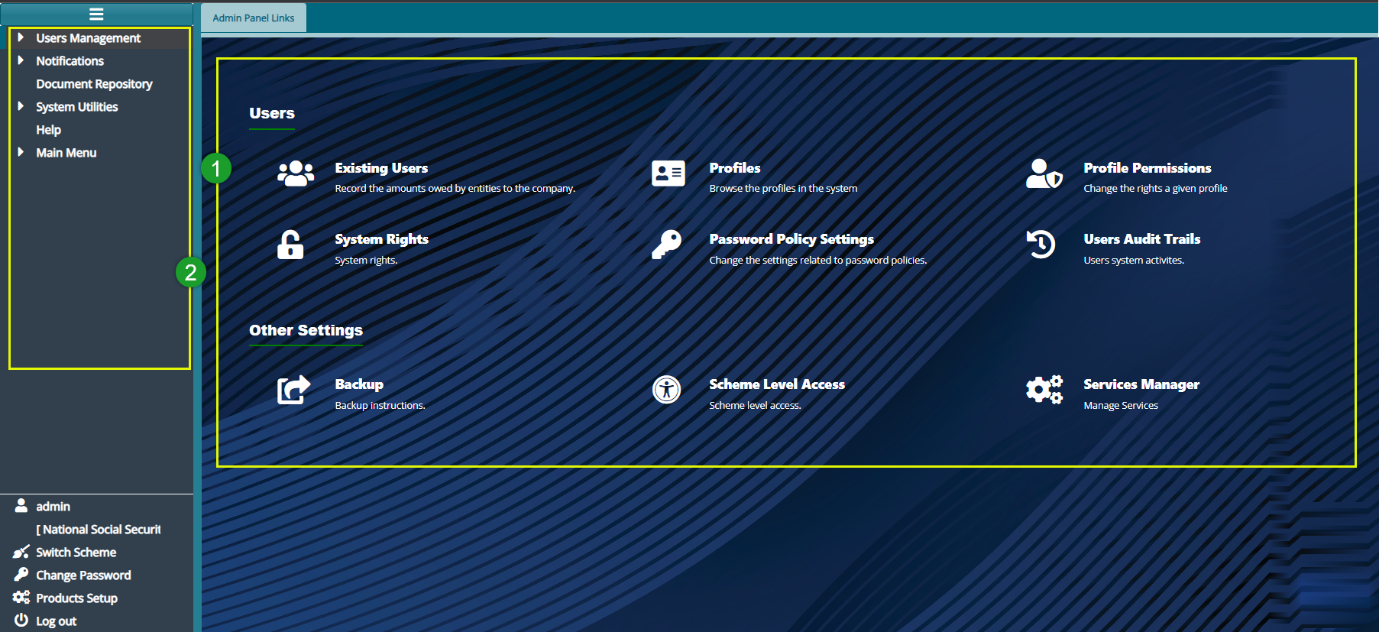 Admin Panel Links
Users Management
Notifications
Document Repository
System Utilities
Help
Main Menu
1
2
Users
Existing Users
Record the amounts owed by entities to the company.
Profiles
Browse the profiles in the system
Profile Permissions
Change the rights a given profile
System Rights
System rights.
Password Policy Settings
Change the settings related to password policies.
Users Audit Trails
Users system activites.
Other Settings
Backup
Backup instructions.
Scheme Level Access
Scheme level access.
Services Manager
Manage Services
admin
[ National Social Securit
Switch Scheme
Change Password
Products Setup
Log out